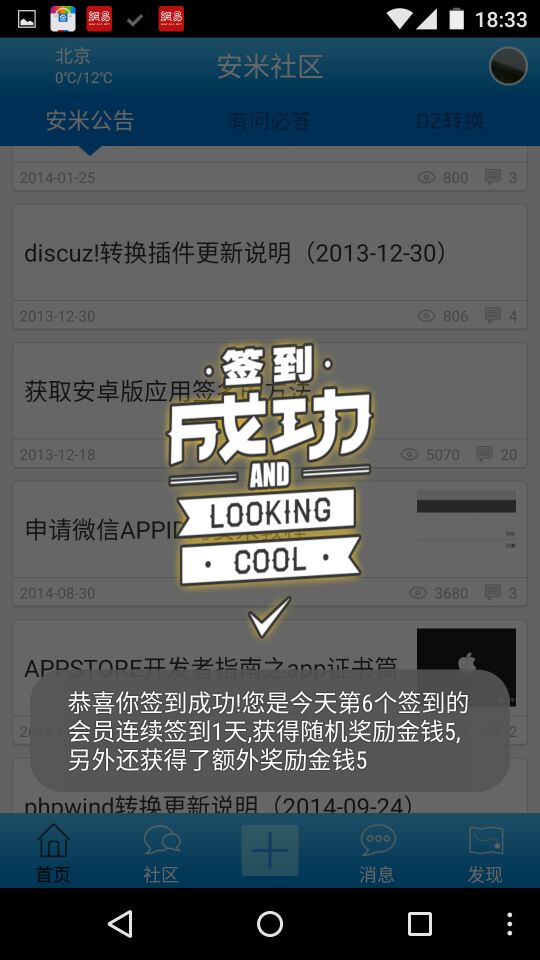 18:33
北京
0℃/12℃
安米社区
安米公告
有问必答
DZ转换
2014-01-25
800
3
discuz!转换插件更新说明（2013-12-30）
2013-12-30
806
4
·签到·
获取安卓版应用签名的方法
成功
2013-12-18
5070
20
AND
LOOKING
申请微信APPID
COOL
2014-08-30
3680
3
APPSTORE开发者指南之app证书篇
恭喜你签到成功!您是今天第6个签到的
会员连续签到1天,获得随机奖励金钱5,
另外还获得了额外奖励金钱5
2
phpwind转换更新说明（2014-09-24）
首页
社区
消息
发现